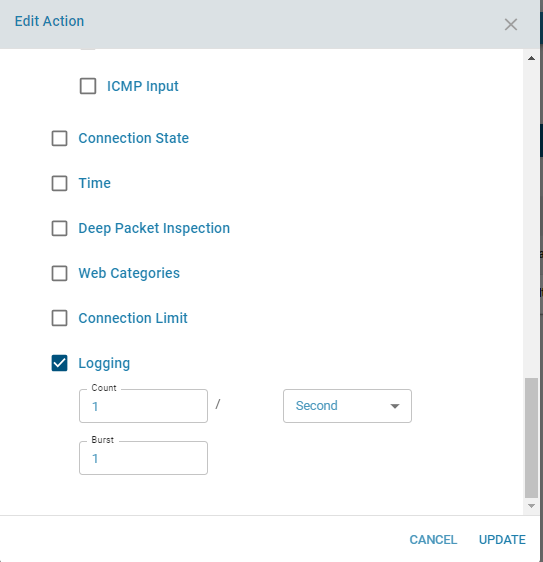 Edit Action
ICMP Input
Connection State
Time
Deep Packet Inspection
Web Categories
Connection Limit
Logging
Count
1 / Second
Burst
1
CANCEL UPDATE